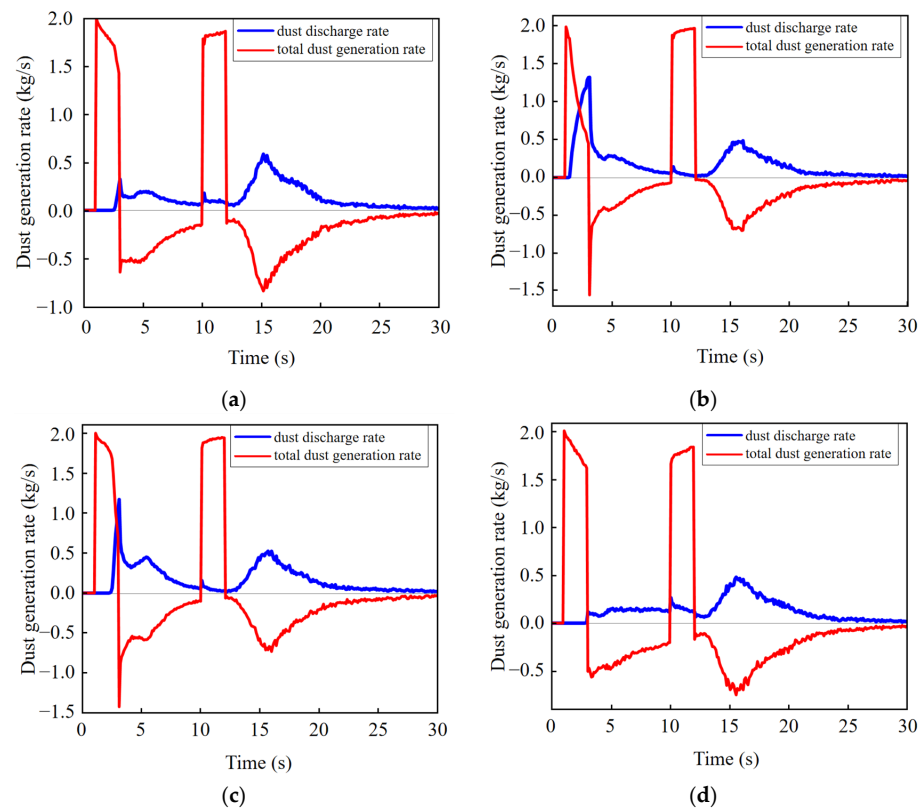 dust discharge rate
total dust generation rate
Dust generation rate (kg/s)
2.0
1.5
1.0
0.5
0.0
−0.5
−1.0
0 5 10 15 20 25 30
Time (s)
(a)
dust discharge rate
total dust generation rate
Dust generation rate (kg/s)
2.0
1.5
1.0
0.5
0.0
−0.5
−1.0
−1.5
0 5 10 15 20 25 30
Time (s)
(b)
dust discharge rate
total dust generation rate
Dust generation rate (kg/s)
2.0
1.5
1.0
0.5
0.0
−0.5
−1.0
−1.5
0 5 10 15 20 25 30
Time (s)
(c)
dust discharge rate
total dust generation rate
Dust generation rate (kg/s)
2.0
1.5
1.0
0.5
0.0
−0.5
0 5 10 15 20 25 30
Time (s)
(d)